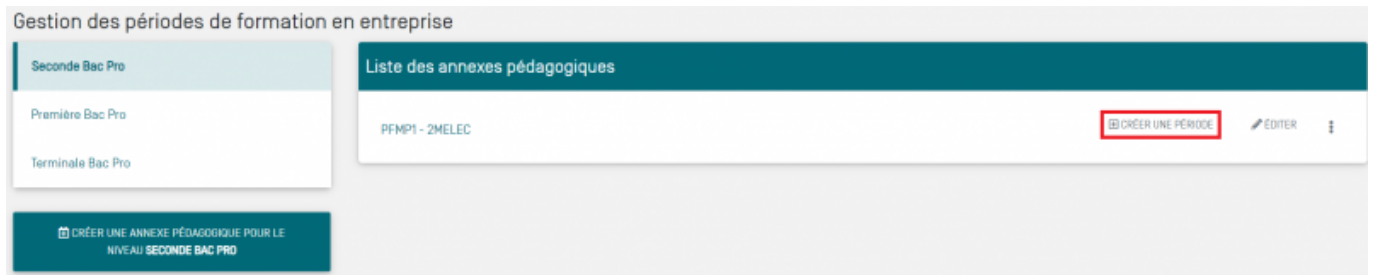 Gestion des périodes de formation en entreprise
Seconde Bac Pro
Première Bac Pro
Terminale Bac Pro
CRÉER UNE ANNEXE PÉDAGOGIQUE POUR LE
NIVEAU SECONDE BAC PRO
Liste des annexes pédagogiques
PFMP1 - 2MELEC
CRÉER UNE PÉRIODE
ÉDITER